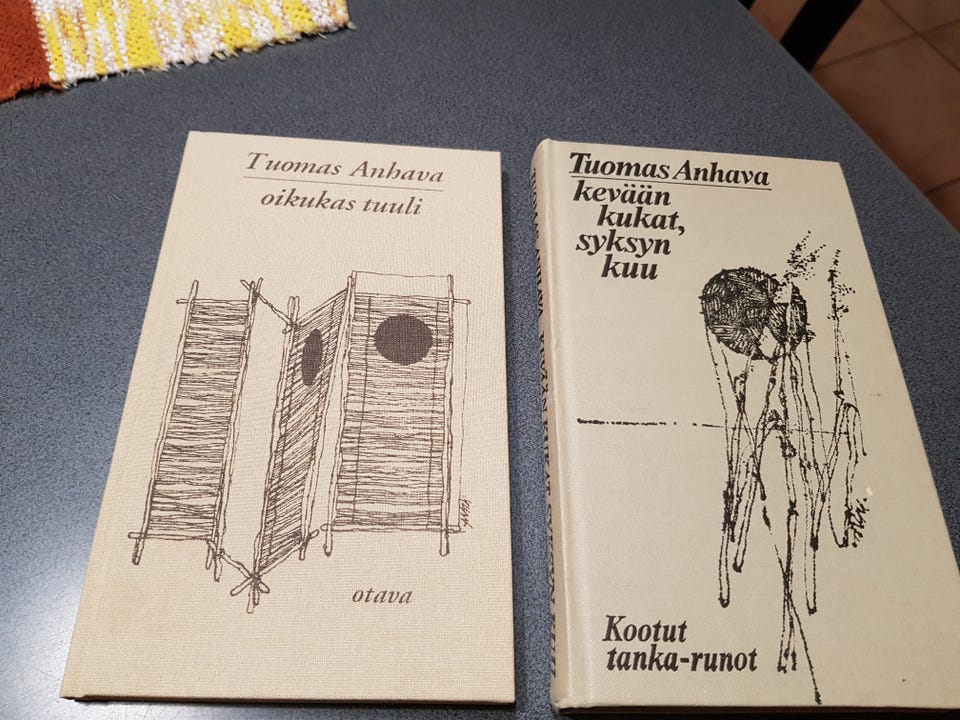 Tuomas Anhava
oikukas tuuli
otava
Tuomas Anhava
kevään
kukat,
syksyn
kuu
Kootut
tanka-runot